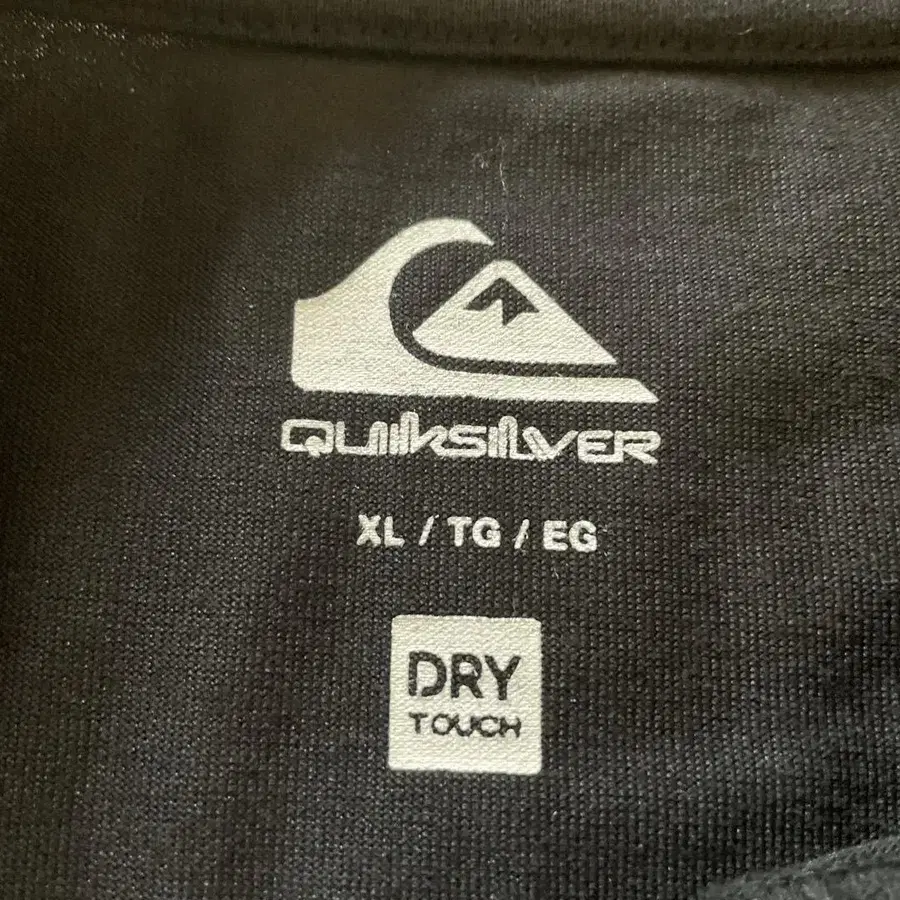 QUIKSILVER
XL / TG / EG
DRY
TOUCH